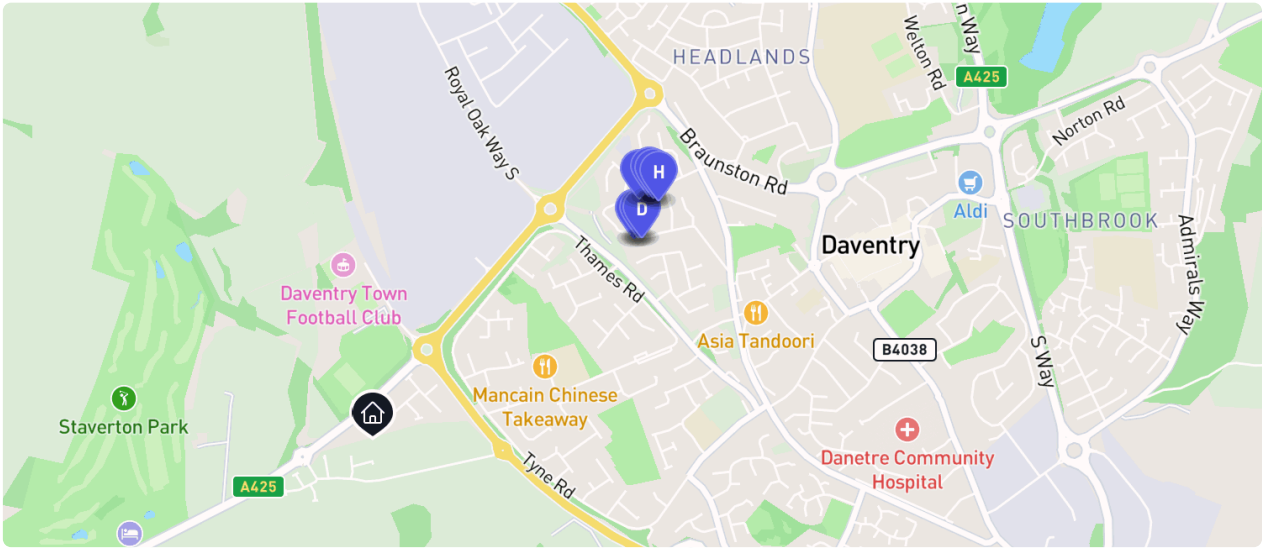 HEADLANDS
n Way
Welton Rd
A425
Royal Oak Way S
Norton Rd
Braunston Rd
H
D
Aldi
SOUTHBROOK
Daventry
Admirals Way
Thames Rd
Daventry Town
Football Club
Asia Tandoori
B4038
S Way
Mancain Chinese
Takeaway
Staverton Park
Danetre Community
Hospital
A425
Tyne Rd